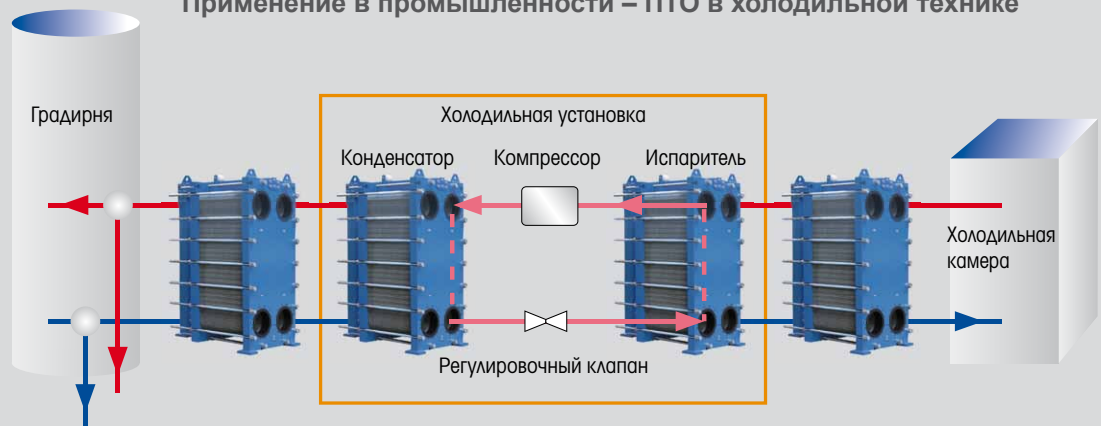 Применение в промышленности – ПТО в холодильной технике
Градирня
Холодильная установка
Конденсатор
Компрессор
Испаритель
Холодильная
камера
Регулировочный клапан